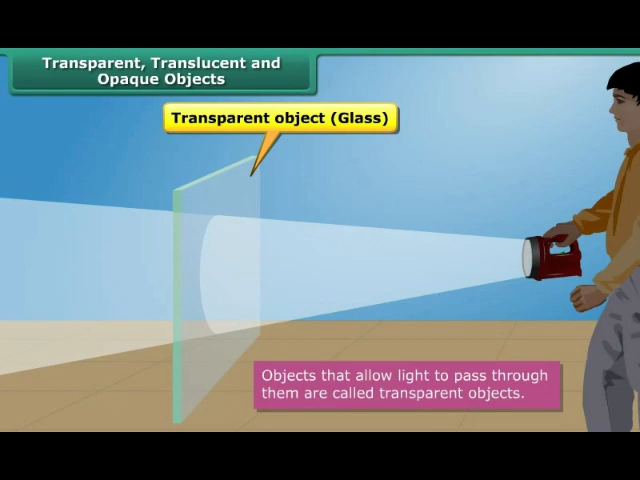 Transparent, Translucent and
Opaque Objects
Transparent object (Glass)
Objects that allow light to pass through
them are called transparent objects.